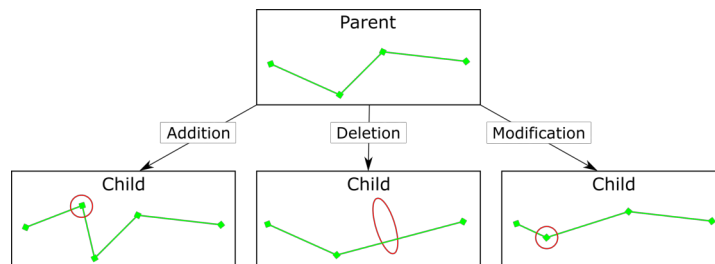 Parent
Addition
Deletion
Modification
Child
Child
Child